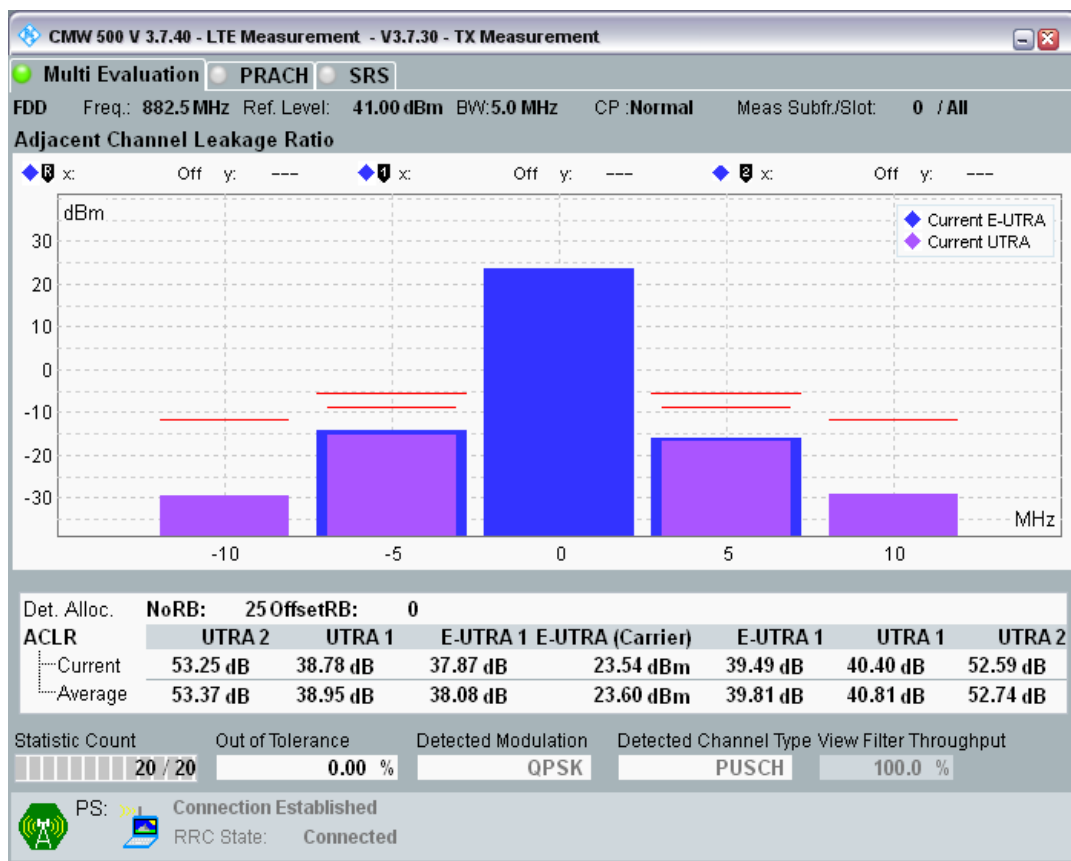 CMW 500 V 3.7.40 - LTE Measurement - V3.7.30 - TX Measurement
Multi Evaluation PRACH SRS
FDD Freq.: 882.5 MHz Ref. Level: 41.00 dBm BW:5.0 MHz CP :Normal Meas Subfr./Slot: 0 / All
Adjacent Channel Leakage Ratio
R x: Off y: --- 1 x: Off y: --- 2 x: Off y: ---
dBm
Current E-UTRA
Current UTRA
30
20
10
0
-10
-20
-30
MHz
-10 -5 0 5 10
Det. Alloc. NoRB: 25 OffsetRB: 0
ACLR UTRA 2 UTRA 1 E-UTRA 1 E-UTRA (Carrier) E-UTRA 1 UTRA 1 UTRA 2
Current 53.25 dB 38.78 dB 37.87 dB 23.54 dBm 39.49 dB 40.40 dB 52.59 dB
Average 53.37 dB 38.95 dB 38.08 dB 23.60 dBm 39.81 dB 40.81 dB 52.74 dB
Statistic Count Out of Tolerance Detected Modulation Detected Channel Type View Filter Throughput
20 / 20 0.00 % QPSK PUSCH 100.0 %
PS: Connection Established
RRC State: Connected